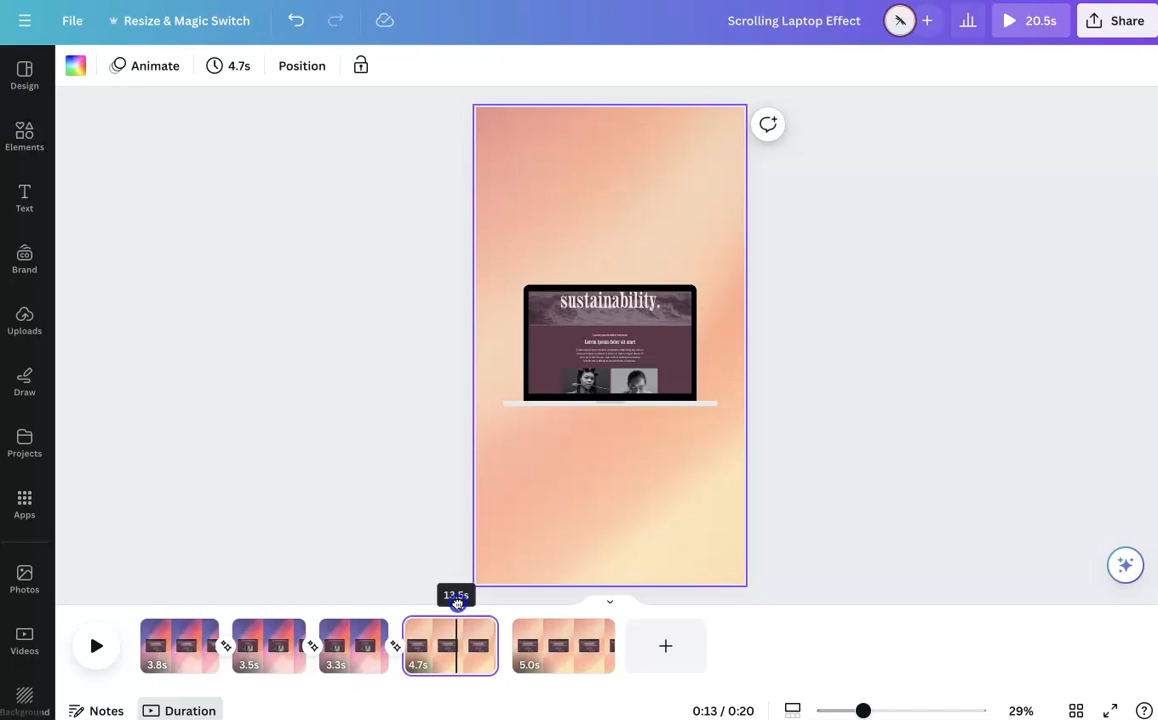 File
Resize & Magic Switch
Scrolling Laptop Effect
20.5s
Share
Animate
4.7s
Position
Design
Elements
Text
Brand
Uploads
Draw
Projects
Apps
Photos
Videos
Background
sustainability.
Lorem ipsum dolor sit amet
13.5s
3.8s
3.5s
3.3s
4.7s
5.0s
Notes
Duration
0:13 / 0:20
29%